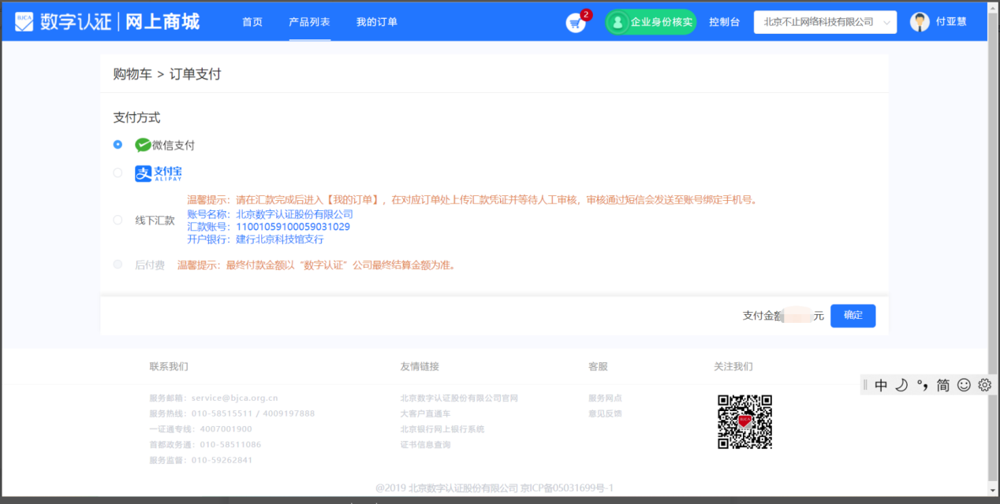 BJCA 数字认证 | 网上商城 首页 产品列表 我的订单 2 企业身份核实 控制台 北京不止网络科技有限公司 付亚慧
购物车 > 订单支付
支付方式
微信支付
支付宝
ALIPAY
温馨提示：请在汇款完成后进入【我的订单】，在对应订单处上传汇款凭证并等待人工审核，审核通过短信会发送至账号绑定手机号。
线下汇款
账号名称：北京数字认证股份有限公司
汇款账号：11001059100059031029
开户银行：建行北京科技馆支行
后付费 温馨提示：最终付款金额以“数字认证”公司最终结算金额为准。
支付金额 元 确定
联系我们 友情链接 客服 关注我们
中 简
服务邮箱：service@bjca.org.cn 北京数字认证股份有限公司官网 服务网点
服务热线：010-58515511 / 4009197888 大客户直通车 意见反馈
一证通专线：4007001900 北京银行网上银行系统
首都政务通：010-58511086 证书信息查询
服务监督：010-59262841
@2019 北京数字认证股份有限公司 京ICP备05031699号-1